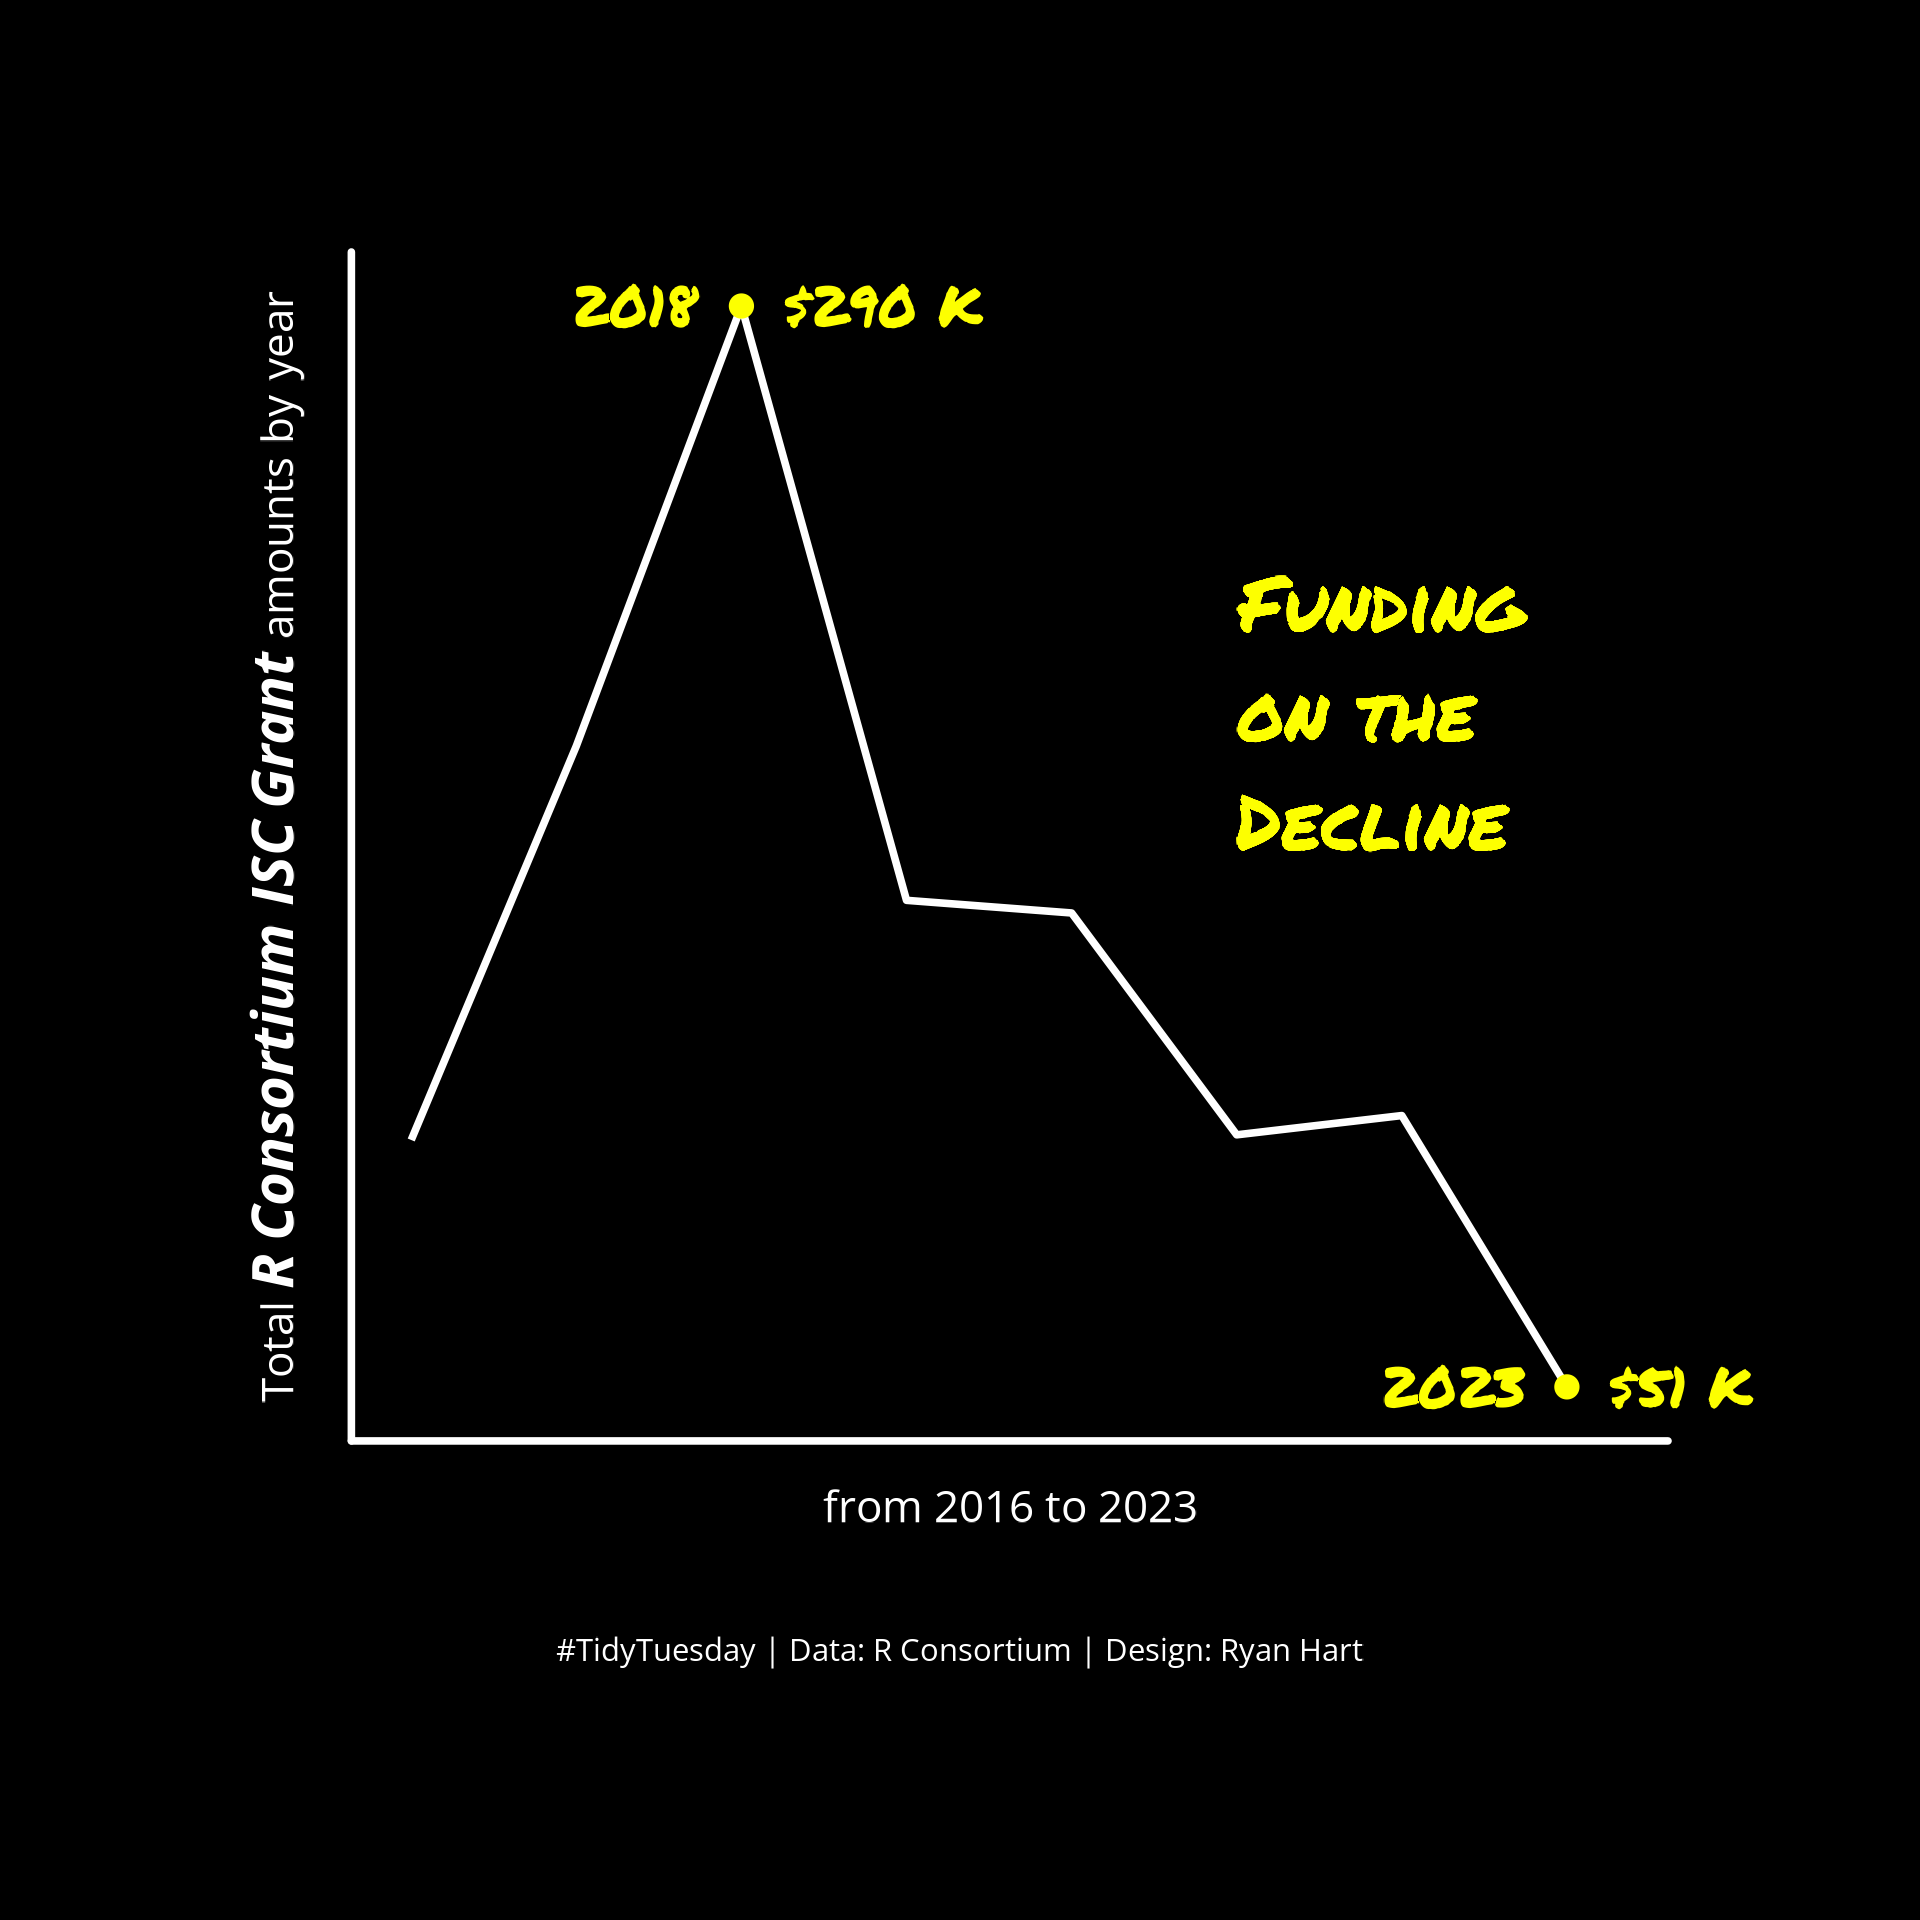 2018 $290 K
Total R Consortium ISC Grant amounts by year
Funding
on the
Decline
2023 $51 K
from 2016 to 2023
#TidyTuesday | Data: R Consortium | Design: Ryan Hart